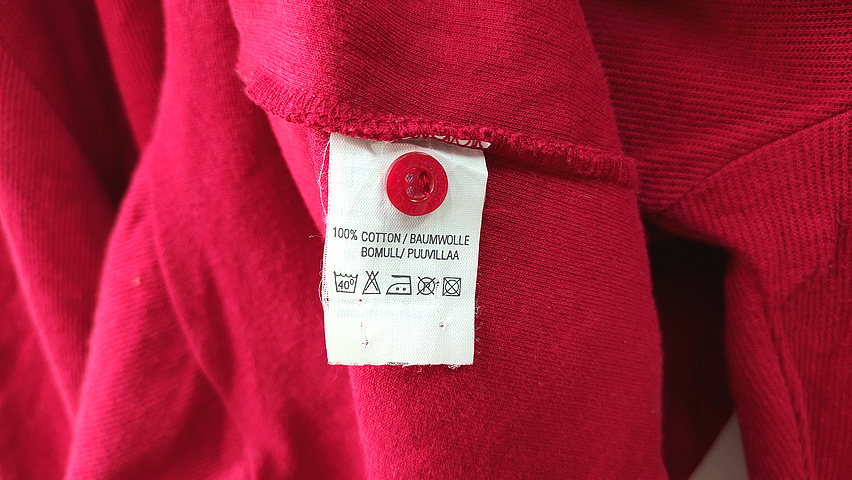 100% COTTON / BAUMWOLLE
BOMULL/ PUUVILLAA
40°